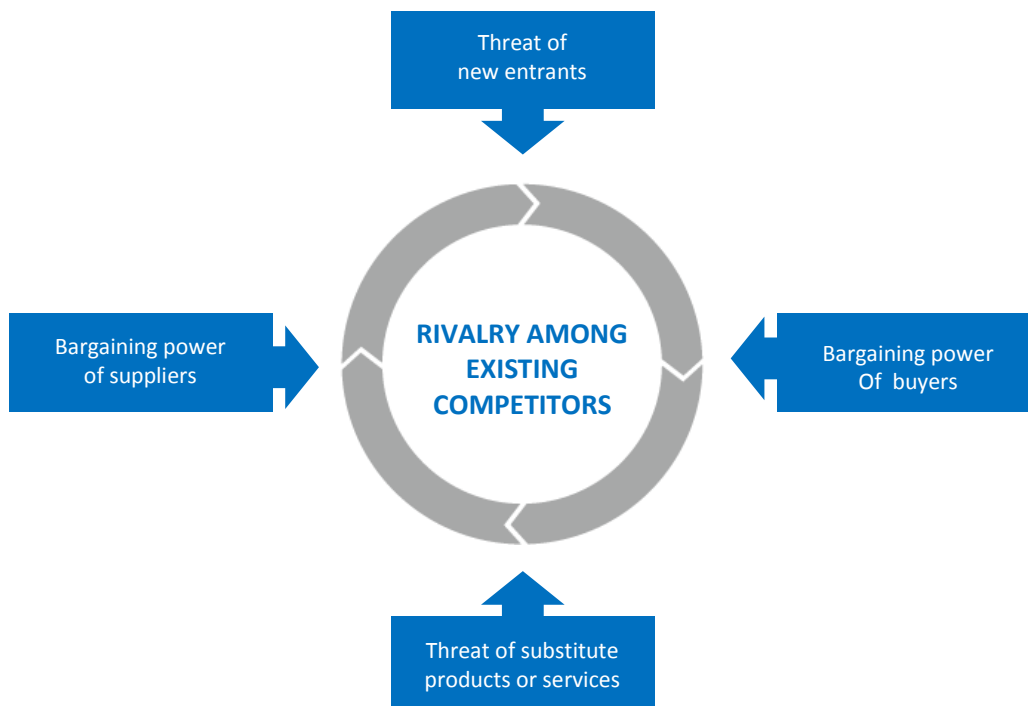 Threat of
new entrants
Bargaining power
of suppliers
RIVALRY AMONG
EXISTING
COMPETITORS
Bargaining power
Of  buyers
Threat of substitute
products or services